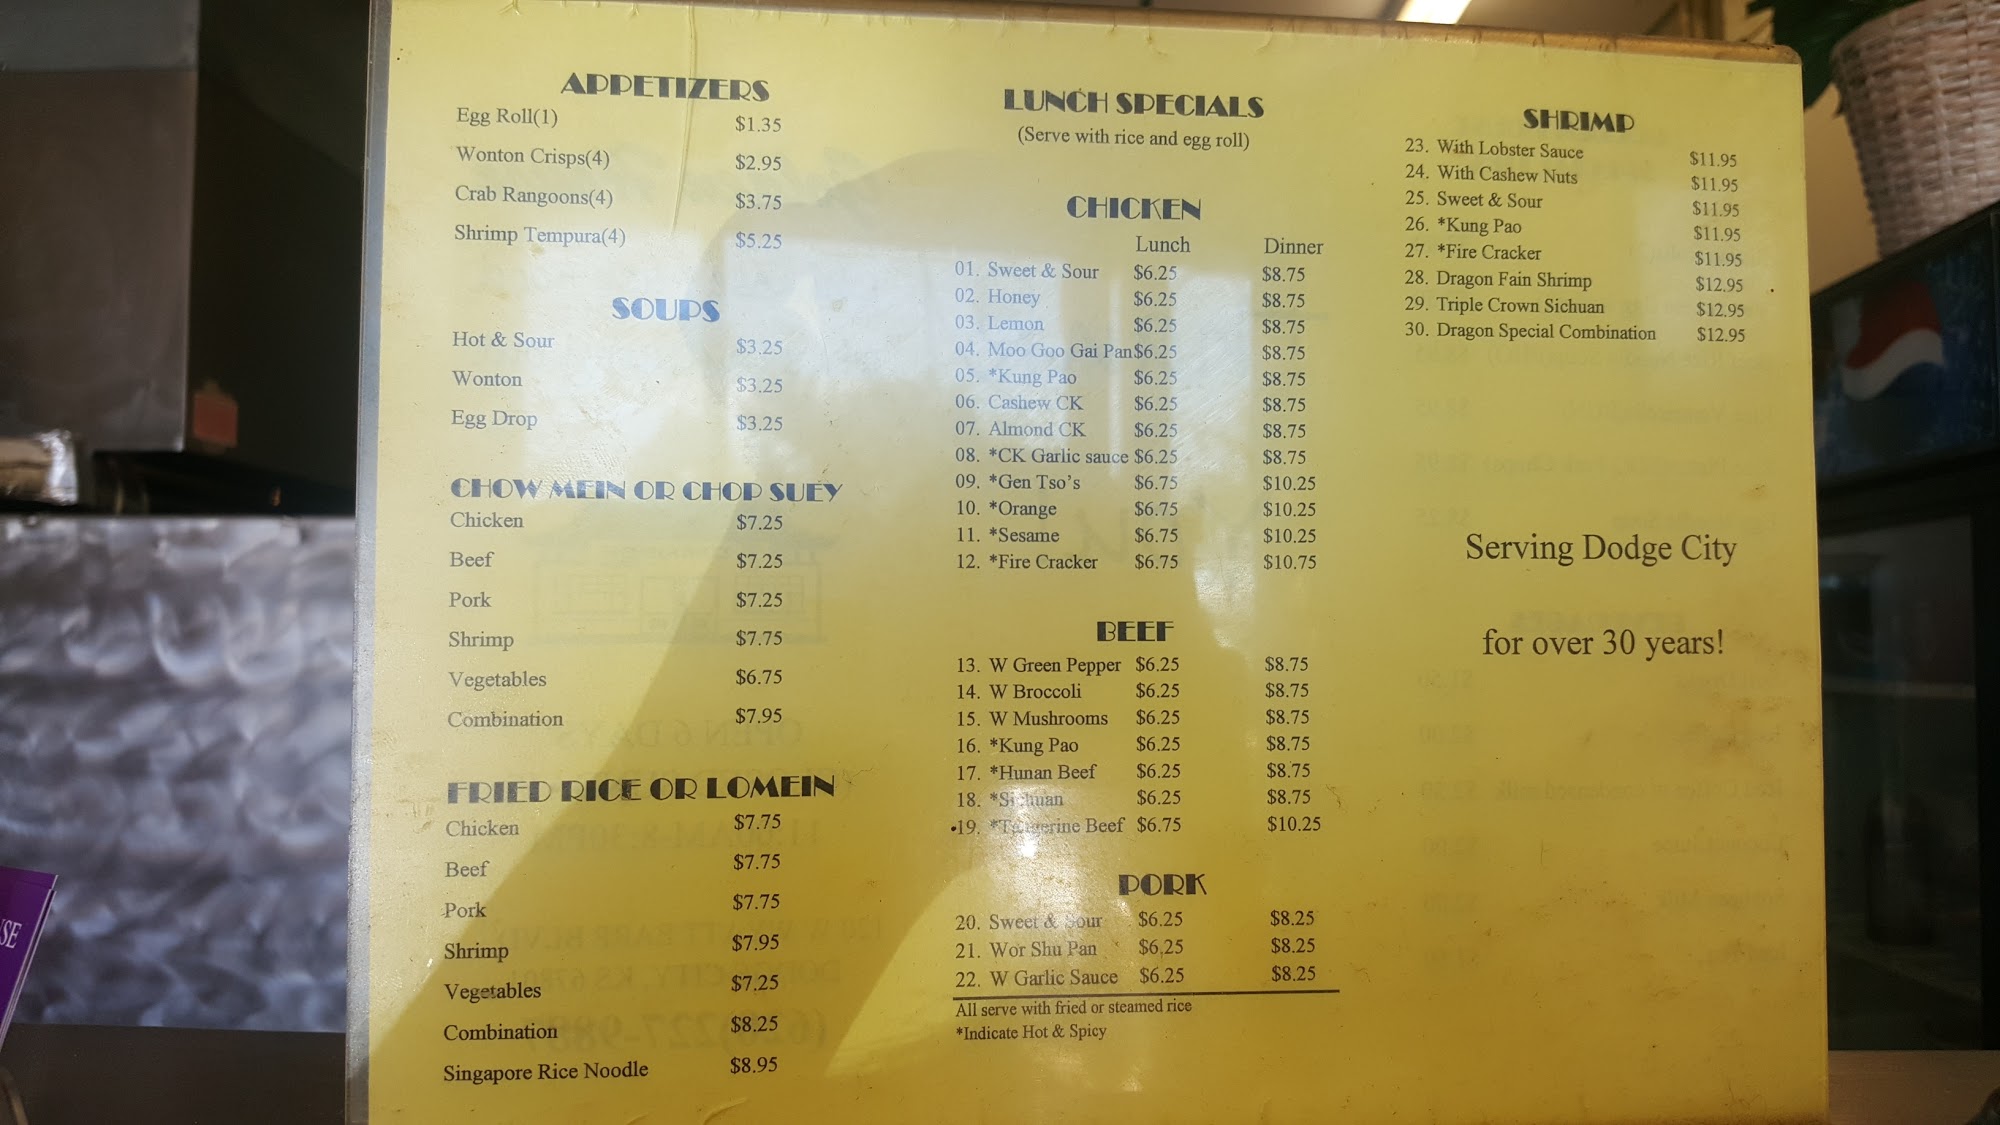 APPETIZERS
Egg Roll(1) $1.35
Wonton Crisps(4) $2.95
Crab Rangoons(4) $3.75
Shrimp Tempura(4) $5.25
SOUPS
Hot & Sour $3.25
Wonton $3.25
Egg Drop $3.25
CHOW MEIN OR CHOP SUEY
Chicken $7.25
Beef $7.25
Pork $7.25
Shrimp $7.75
Vegetables $6.75
Combination $7.95
FRIED RICE OR LOMEIN
Chicken $7.75
Beef $7.75
Pork $7.75
Shrimp $7.95
Vegetables $7.25
Combination $8.25
Singapore Rice Noodle $8.95
LUNCH SPECIALS
(Serve with rice and egg roll)
CHICKEN
Lunch Dinner
01. Sweet & Sour $6.25 $8.75
02. Honey $6.25 $8.75
03. Lemon $6.25 $8.75
04. Moo Goo Gai Pan $6.25 $8.75
05. *Kung Pao $6.25 $8.75
06. Cashew CK $6.25 $8.75
07. Almond CK $6.25 $8.75
08. *CK Garlic sauce $6.25 $8.75
09. *Gen Tso's $6.75 $10.25
10. *Orange $6.75 $10.25
11. *Sesame $6.75 $10.25
12. *Fire Cracker $6.75 $10.75
BEEF
13. W Green Pepper $6.25 $8.75
14. W Broccoli $6.25 $8.75
15. W Mushrooms $6.25 $8.75
16. *Kung Pao $6.25 $8.75
17. *Hunan Beef $6.25 $8.75
18. *Sichuan $6.25 $8.75
19. *Tangerine Beef $6.75 $10.25
PORK
20. Sweet & Sour $6.25 $8.25
21. Wor Shu Pan $6.25 $8.25
22. W Garlic Sauce $6.25 $8.25
All serve with fried or steamed rice
*Indicate Hot & Spicy
SHRIMP
23. With Lobster Sauce $11.95
24. With Cashew Nuts $11.95
25. Sweet & Sour $11.95
26. *Kung Pao $11.95
27. *Fire Cracker $11.95
28. Dragon Fain Shrimp $12.95
29. Triple Crown Sichuan $12.95
30. Dragon Special Combination $12.95
Serving Dodge City
for over 30 years!